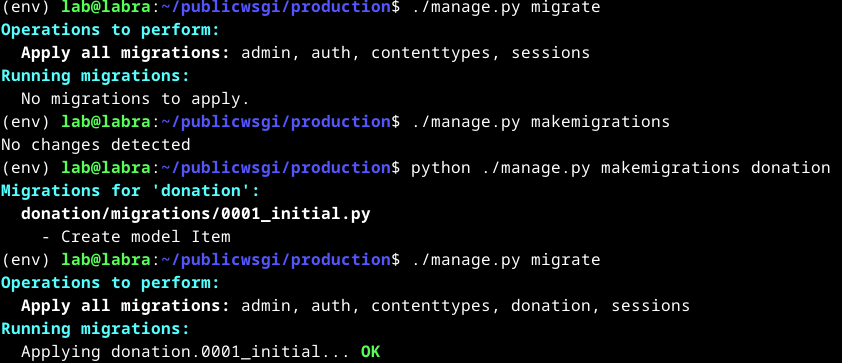 (env) lab@labra:~/publicwsgi/production$ ./manage.py migrate
Operations to perform:
  Apply all migrations: admin, auth, contenttypes, sessions
Running migrations:
  No migrations to apply.
(env) lab@labra:~/publicwsgi/production$ ./manage.py makemigrations
No changes detected
(env) lab@labra:~/publicwsgi/production$ python ./manage.py makemigrations donation
Migrations for 'donation':
  donation/migrations/0001_initial.py
    - Create model Item
(env) lab@labra:~/publicwsgi/production$ ./manage.py migrate
Operations to perform:
  Apply all migrations: admin, auth, contenttypes, donation, sessions
Running migrations:
  Applying donation.0001_initial... OK